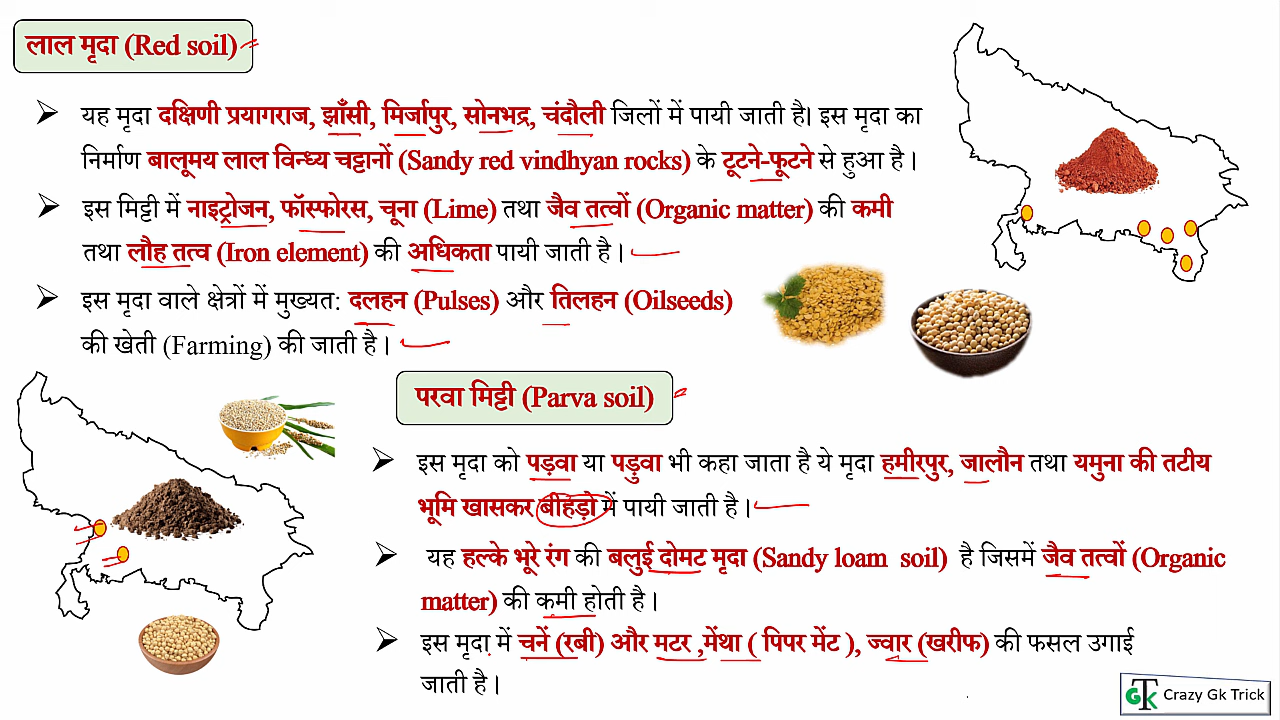 लाल मृदा (Red soil)
यह मृदा दक्षिणी प्रयागराज, झाँसी, मिर्जापुर, सोनभद्र, चंदौली जिलों में पायी जाती है। इस मृदा का
निर्माण बालूमय लाल विन्ध्य चट्टानों (Sandy red vindhyan rocks) के टूटने-फूटने से हुआ है।
इस मिट्टी में नाइट्रोजन, फॉस्फोरस, चूना (Lime) तथा जैव तत्वों (Organic matter) की कमी
तथा लौह तत्व (Iron element) की अधिकता पायी जाती है।
इस मृदा वाले क्षेत्रों में मुख्यत: दलहन (Pulses) और तिलहन (Oilseeds)
की खेती (Farming) की जाती है।
परवा मिट्टी (Parva soil)
इस मृदा को पड़वा या पड़ुवा भी कहा जाता है ये मृदा हमीरपुर, जालौन तथा यमुना की तटीय
भूमि खासकर बीहड़ो में पायी जाती है।
यह हल्के भूरे रंग की बलुई दोमट मृदा (Sandy loam soil) है जिसमें जैव तत्वों (Organic
matter) की कमी होती है।
इस मृदा में चनें (रबी) और मटर ,मेंथा ( पिपर मेंट ), ज्वार (खरीफ) की फसल उगाई
जाती है।
GTK Crazy Gk Trick